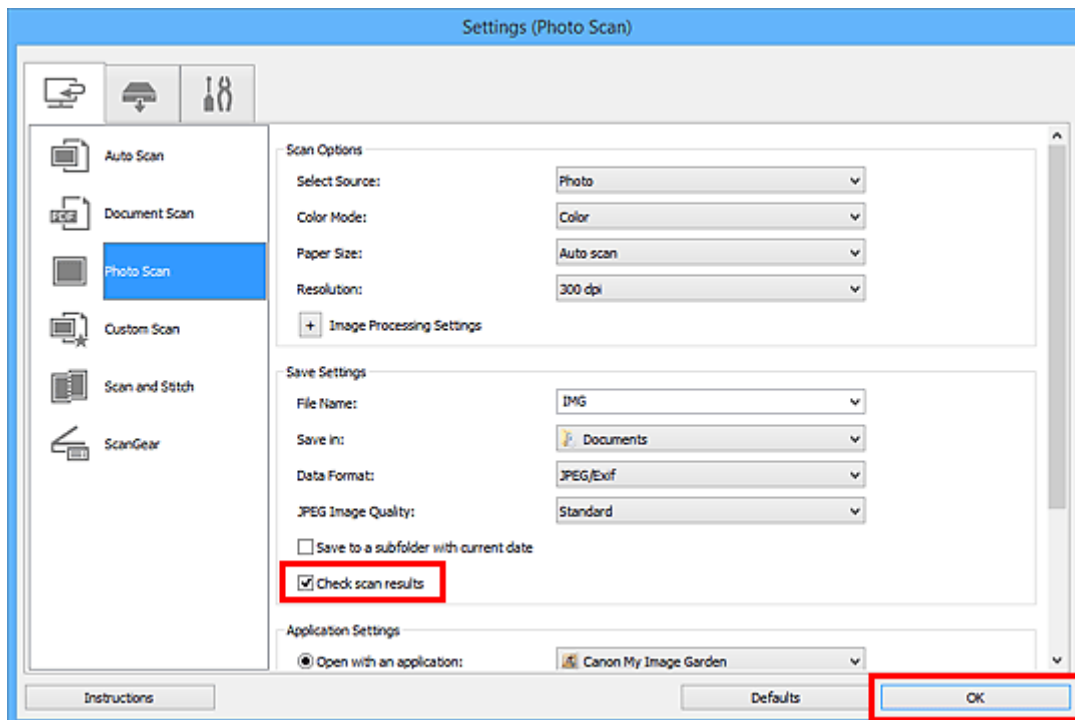 Settings (Photo Scan)
Auto Scan
PDF
Document Scan
Photo Scan
Custom Scan
Scan and Stitch
ScanGear
Scan Options
Select Source: Photo
Color Mode: Color
Paper Size: Auto scan
Resolution: 300 dpi
+ Image Processing Settings
Save Settings
File Name: IMG
Save in: Documents
Data Format: JPEG/Exif
JPEG Image Quality: Standard
Save to a subfolder with current date
Check scan results
Application Settings
Open with an application: Canon My Image Garden
Instructions Defaults OK